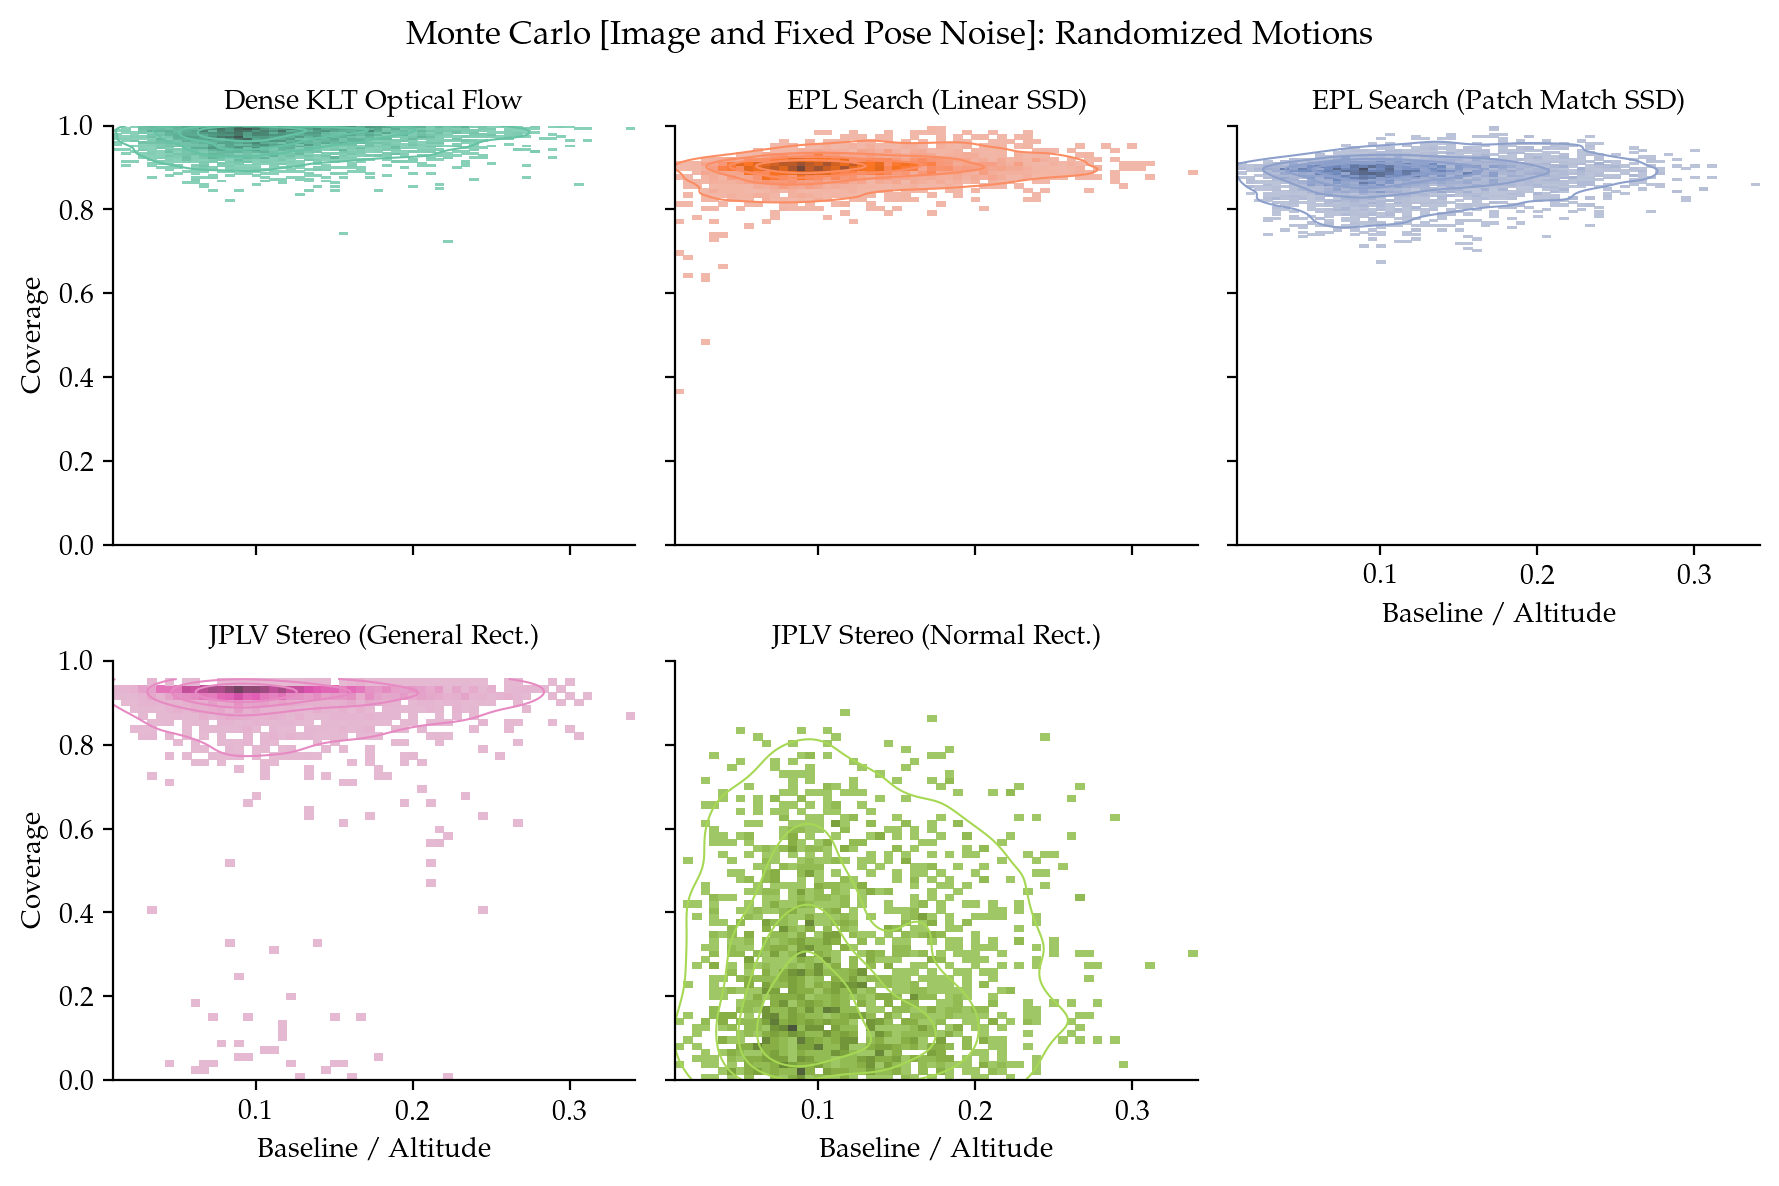 Monte Carlo [Image and Fixed Pose Noise]: Randomized Motions
Dense KLT Optical Flow
EPL Search (Linear SSD)
EPL Search (Patch Match SSD)
1.0
0.8
0.6
0.4
0.2
0.0
Coverage
0.1 0.2 0.3
Baseline / Altitude
JPLV Stereo (General Rect.)
JPLV Stereo (Normal Rect.)
1.0
0.8
0.6
0.4
0.2
0.0
Coverage
0.1 0.2 0.3
Baseline / Altitude
0.1 0.2 0.3
Baseline / Altitude